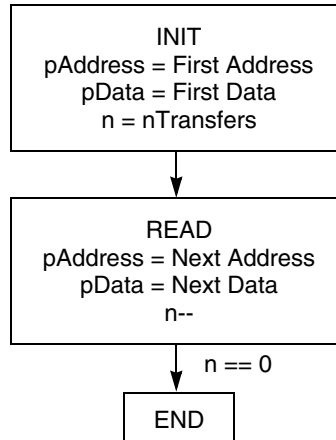 INIT
pAddress = First Address
pData = First Data
n = nTransfers
READ
pAddress = Next Address
pData = Next Data
n--
n == 0
END